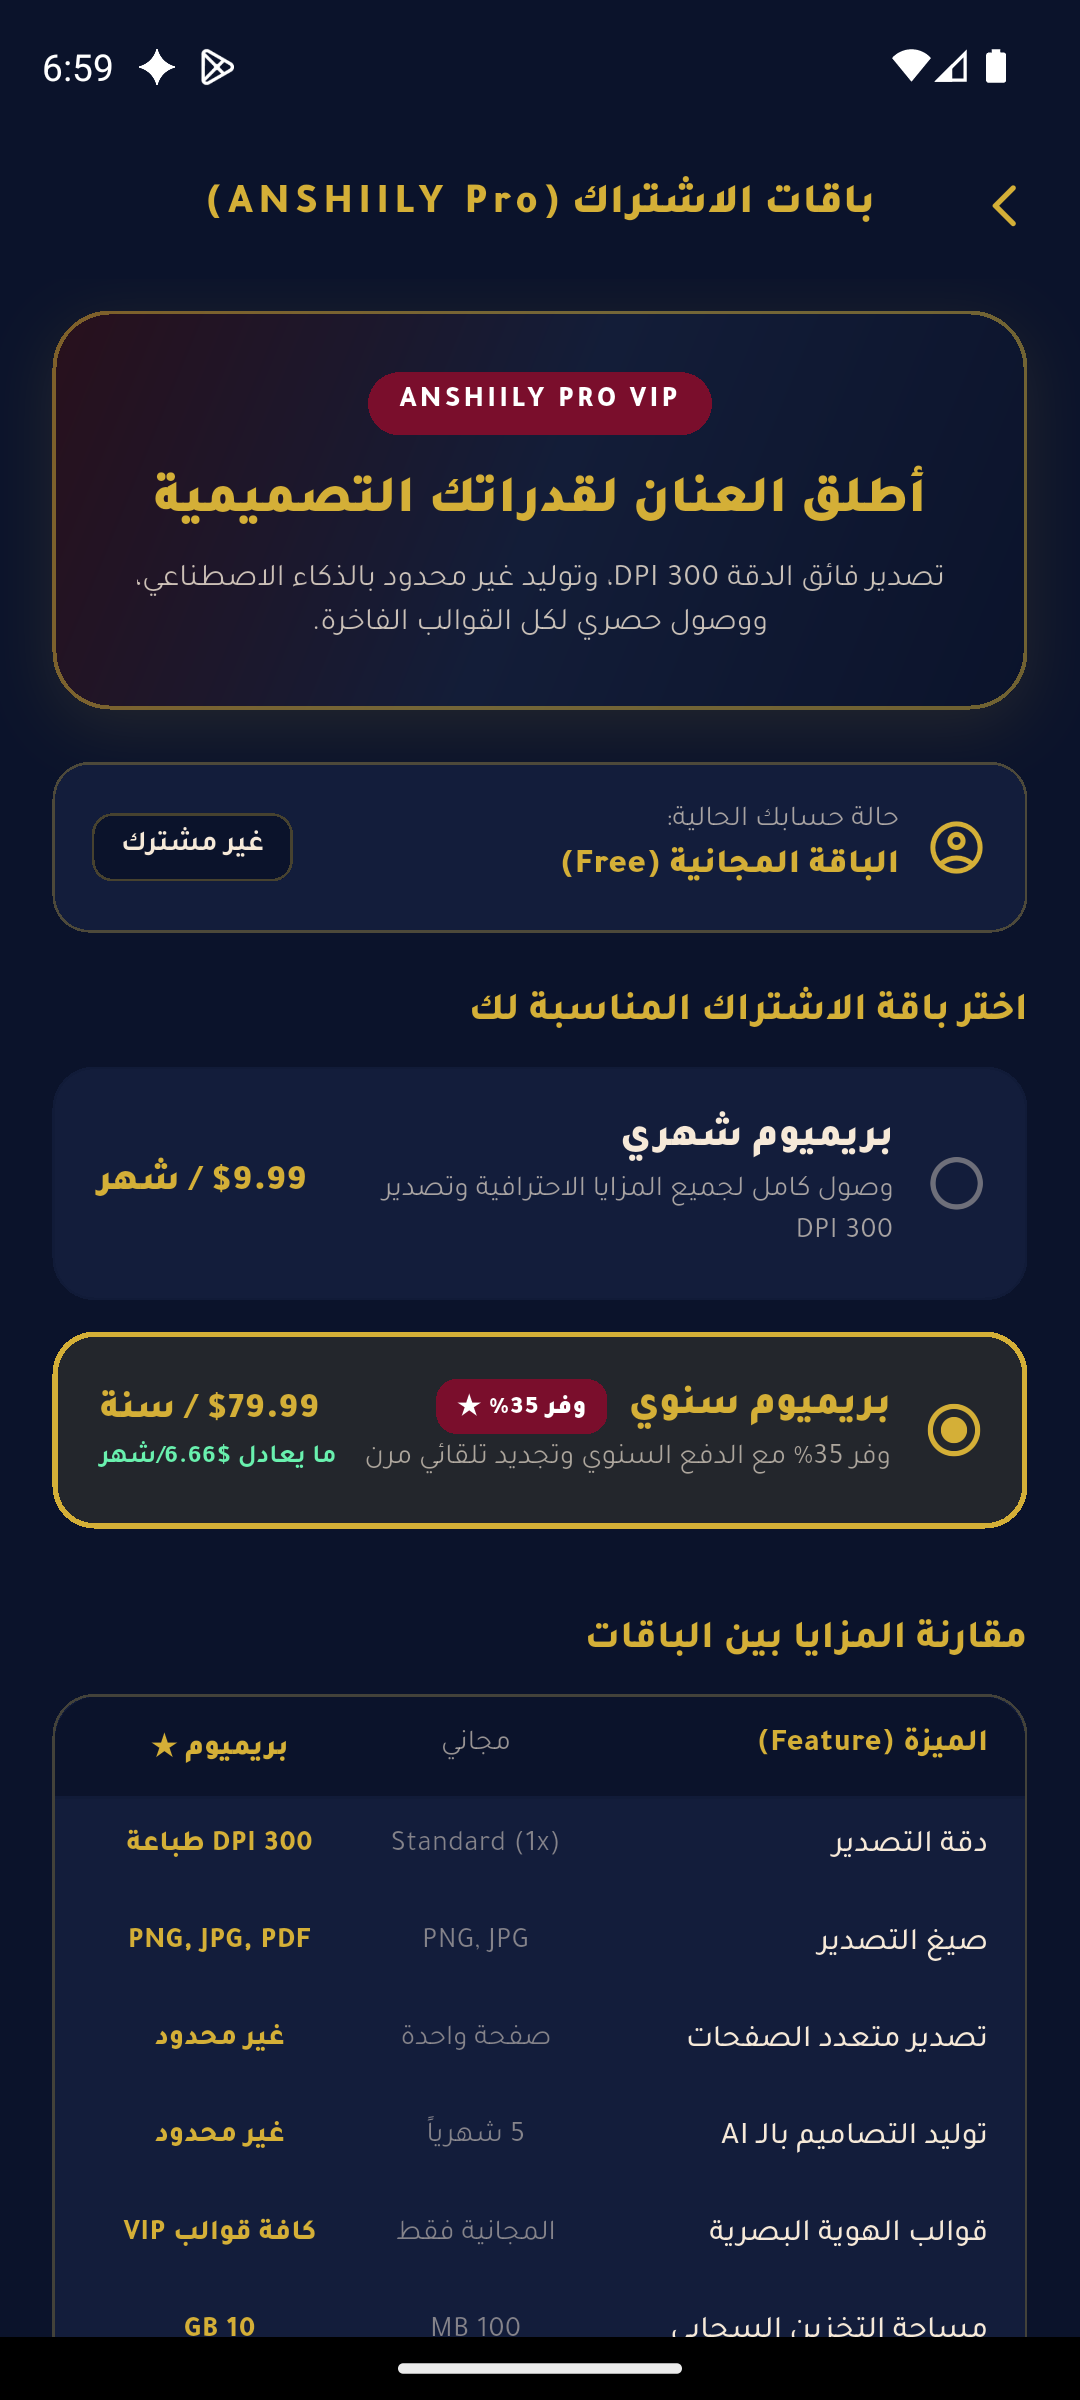 6:59
باقات الاشتراك (ANSHIILY Pro)
ANSHIILY PRO VIP
أطلق العنان لقدراتك التصميمية
تصدير فائق الدقة 300 DPI، وتوليد غير محدود بالذكاء الاصطناعي،
ووصول حصري لكل القوالب الفاخرة.
حالة حسابك الحالية:
الباقة المجانية (Free)
غير مشترك
اختر باقة الاشتراك المناسبة لك
بريميوم شهري
وصول كامل لجميع المزايا الاحترافية وتصدير
300 DPI
$9.99 / شهر
بريميوم سنوي
وفر 35% ★
وفر 35% مع الدفع السنوي وتجديد تلقائي مرن
$79.99 / سنة
ما يعادل $6.66/شهر
مقارنة المزايا بين الباقات
الميزة (Feature) مجاني بريميوم ★
دقة التصدير Standard (1x) 300 DPI طباعة
صيغ التصدير PNG, JPG PNG, JPG, PDF
تصدير متعدد الصفحات صفحة واحدة غير محدود
توليد التصاميم بالـ AI 5 شهرياً غير محدود
قوالب الهوية البصرية المجانية فقط كافة قوالب VIP
مساحة التخزين السحابي 100 MB 10 GB